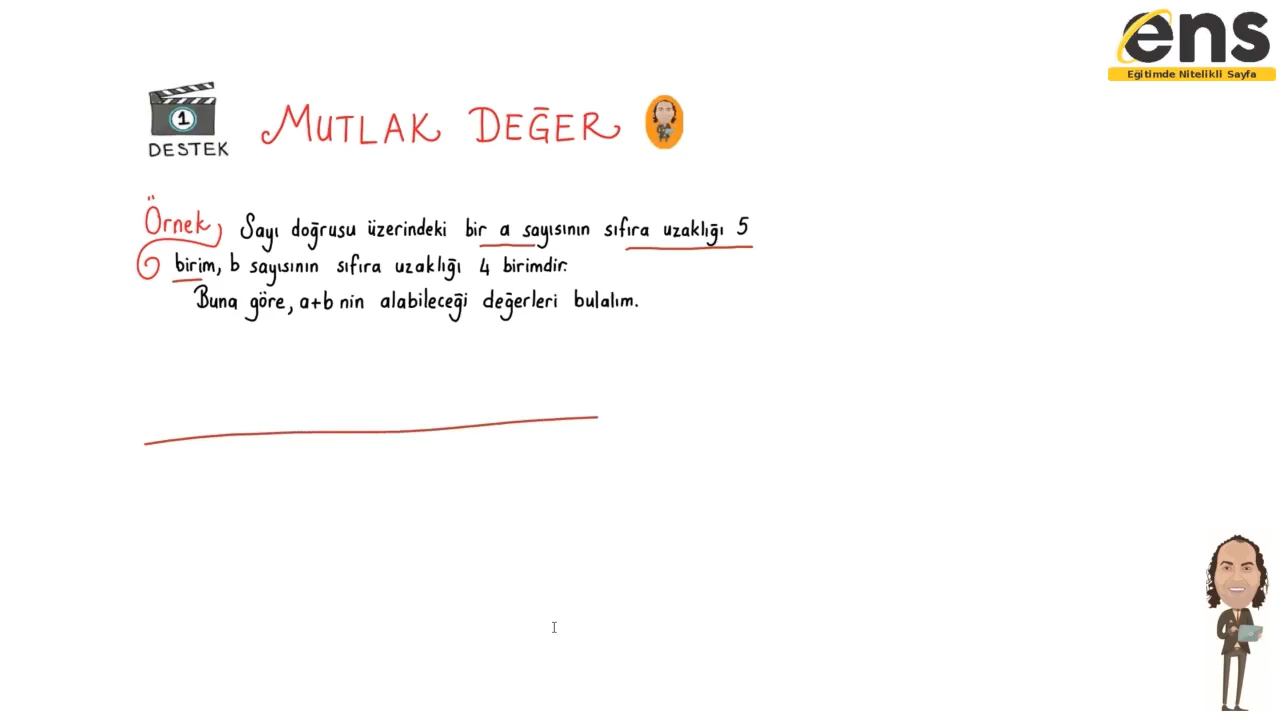 ens
Eğitimde Nitelikli Sayfa
1
DESTEK
MUTLAK DEĞER
Örnek Sayı doğrusu üzerindeki bir a sayısının sıfıra uzaklığı 5
birim, b sayısının sıfıra uzaklığı 4 birimdir.
Buna göre, a+b nin alabileceği değerleri bulalım.